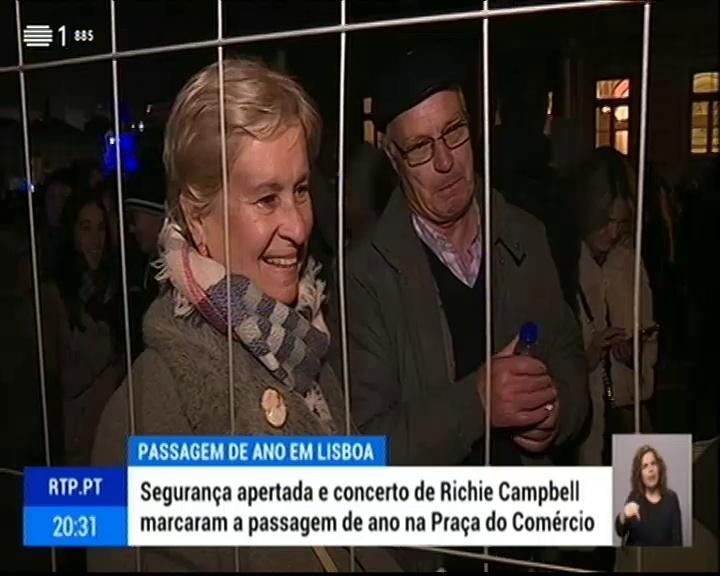 1 885
PASSAGEM DE ANO EM LISBOA
RTP.PT
Segurança apertada e concerto de Richie Campbell
20:31
marcaram a passagem de ano na Praça do Comércio